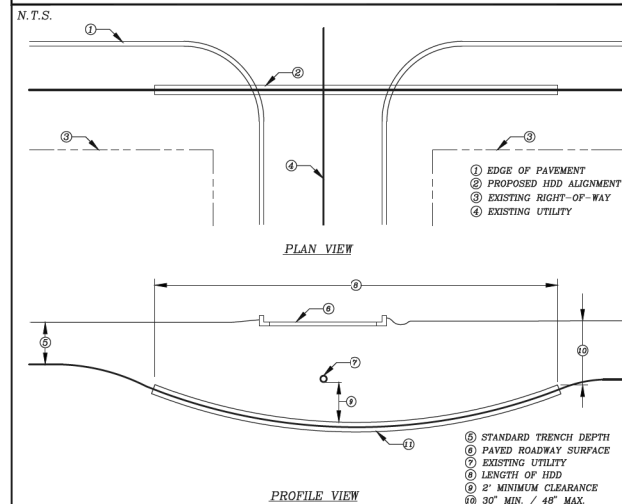 N.T.S.
①
②
③
③
④
① EDGE OF PAVEMENT
② PROPOSED HDD ALIGNMENT
③ EXISTING RIGHT-OF-WAY
④ EXISTING UTILITY
PLAN VIEW
⑧
⑥
⑤
⑦
⑩
⑨
⑪
⑤ STANDARD TRENCH DEPTH
⑥ PAVED ROADWAY SURFACE
⑦ EXISTING UTILITY
⑧ LENGTH OF HDD
⑨ 2' MINIMUM CLEARANCE
⑩ 30" MIN. / 48" MAX.
PROFILE VIEW